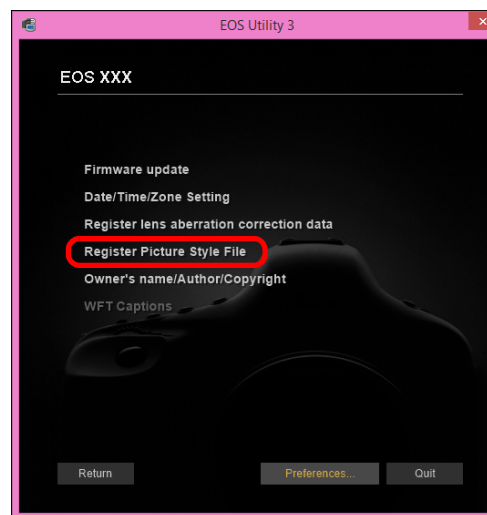 EOS Utility 3
EOS XXX
Firmware update
Date/Time/Zone Setting
Register lens aberration correction data
Register Picture Style File
Owner's name/Author/Copyright
WFT Captions
Return Preferences... Quit